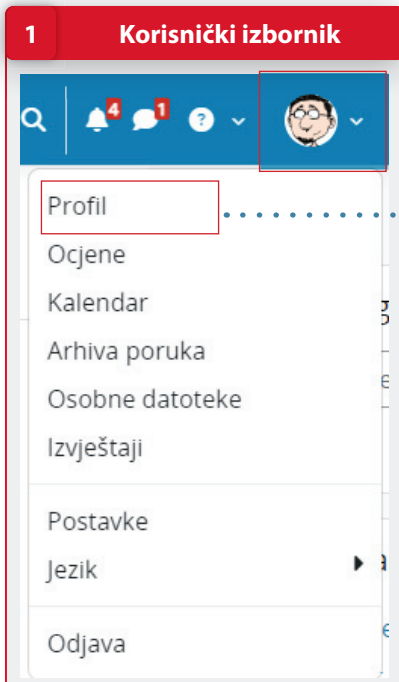 1 Korisnički izbornik
4 1 ?
Profil
Ocjene
Kalendar
Arhiva poruka
Osobne datoteke
Izvještaji
Postavke
Jezik
Odjava